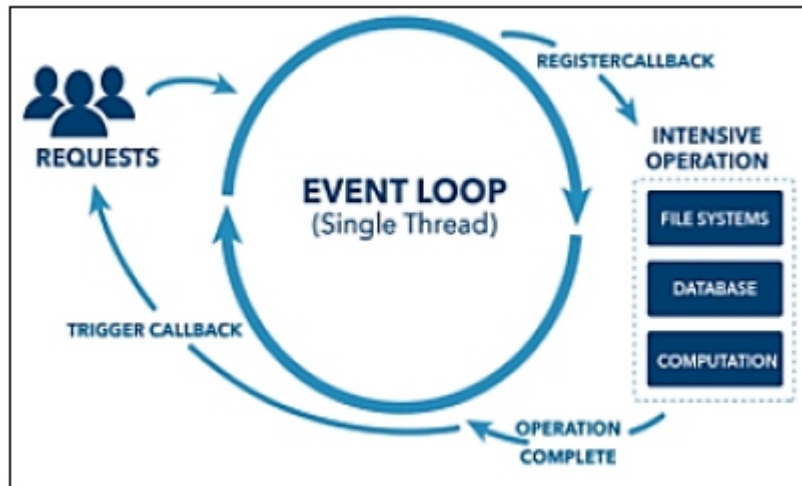 REQUESTS
EVENT LOOP
(Single Thread)
REGISTERCALLBACK
INTENSIVE
OPERATION
FILE SYSTEMS
DATABASE
COMPUTATION
OPERATION
COMPLETE
TRIGGER CALLBACK